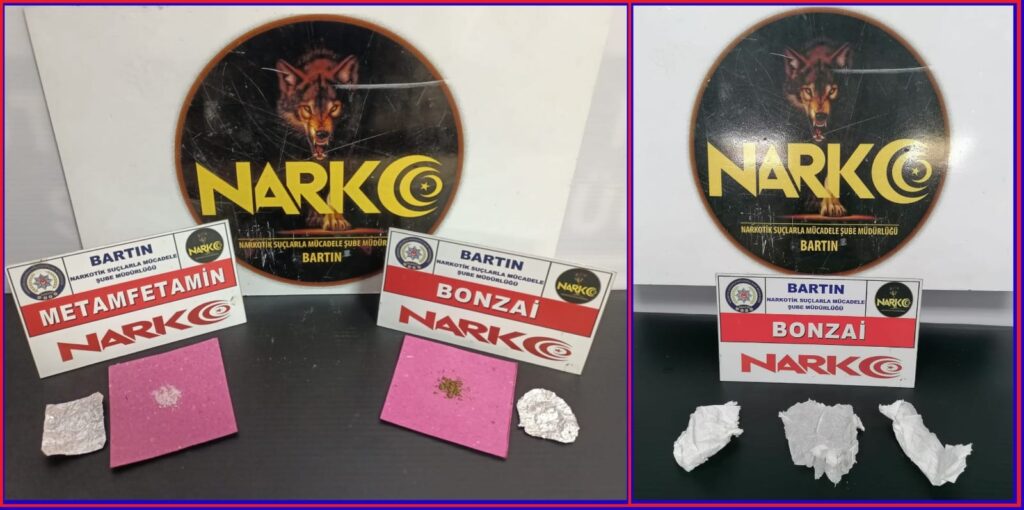 NARKO
NARKOTİK SUÇLARLA MÜCADELE ŞUBE MÜDÜR
BARTIN
BARTIN
NARKOTİK SUÇLARLA MÜCADELE
ŞUBE MÜDÜRLÜĞÜ
NARKO
METAMFETAMİN
NARKO
BARTIN
NARKOTİK SUÇLARLA MÜCADELE
ŞUBE MÜDÜRLÜĞÜ
NARKO
BONZAİ
NARKO
NARKO
NARKOTİK SUÇLARLA MÜCADELE ŞUBE MÜDÜRLÜĞÜ
BARTIN
BARTIN
NARKOTİK SUÇLARLA MÜCADELE
ŞUBE MÜDÜRLÜĞÜ
NARKO
BONZAİ
NARKO